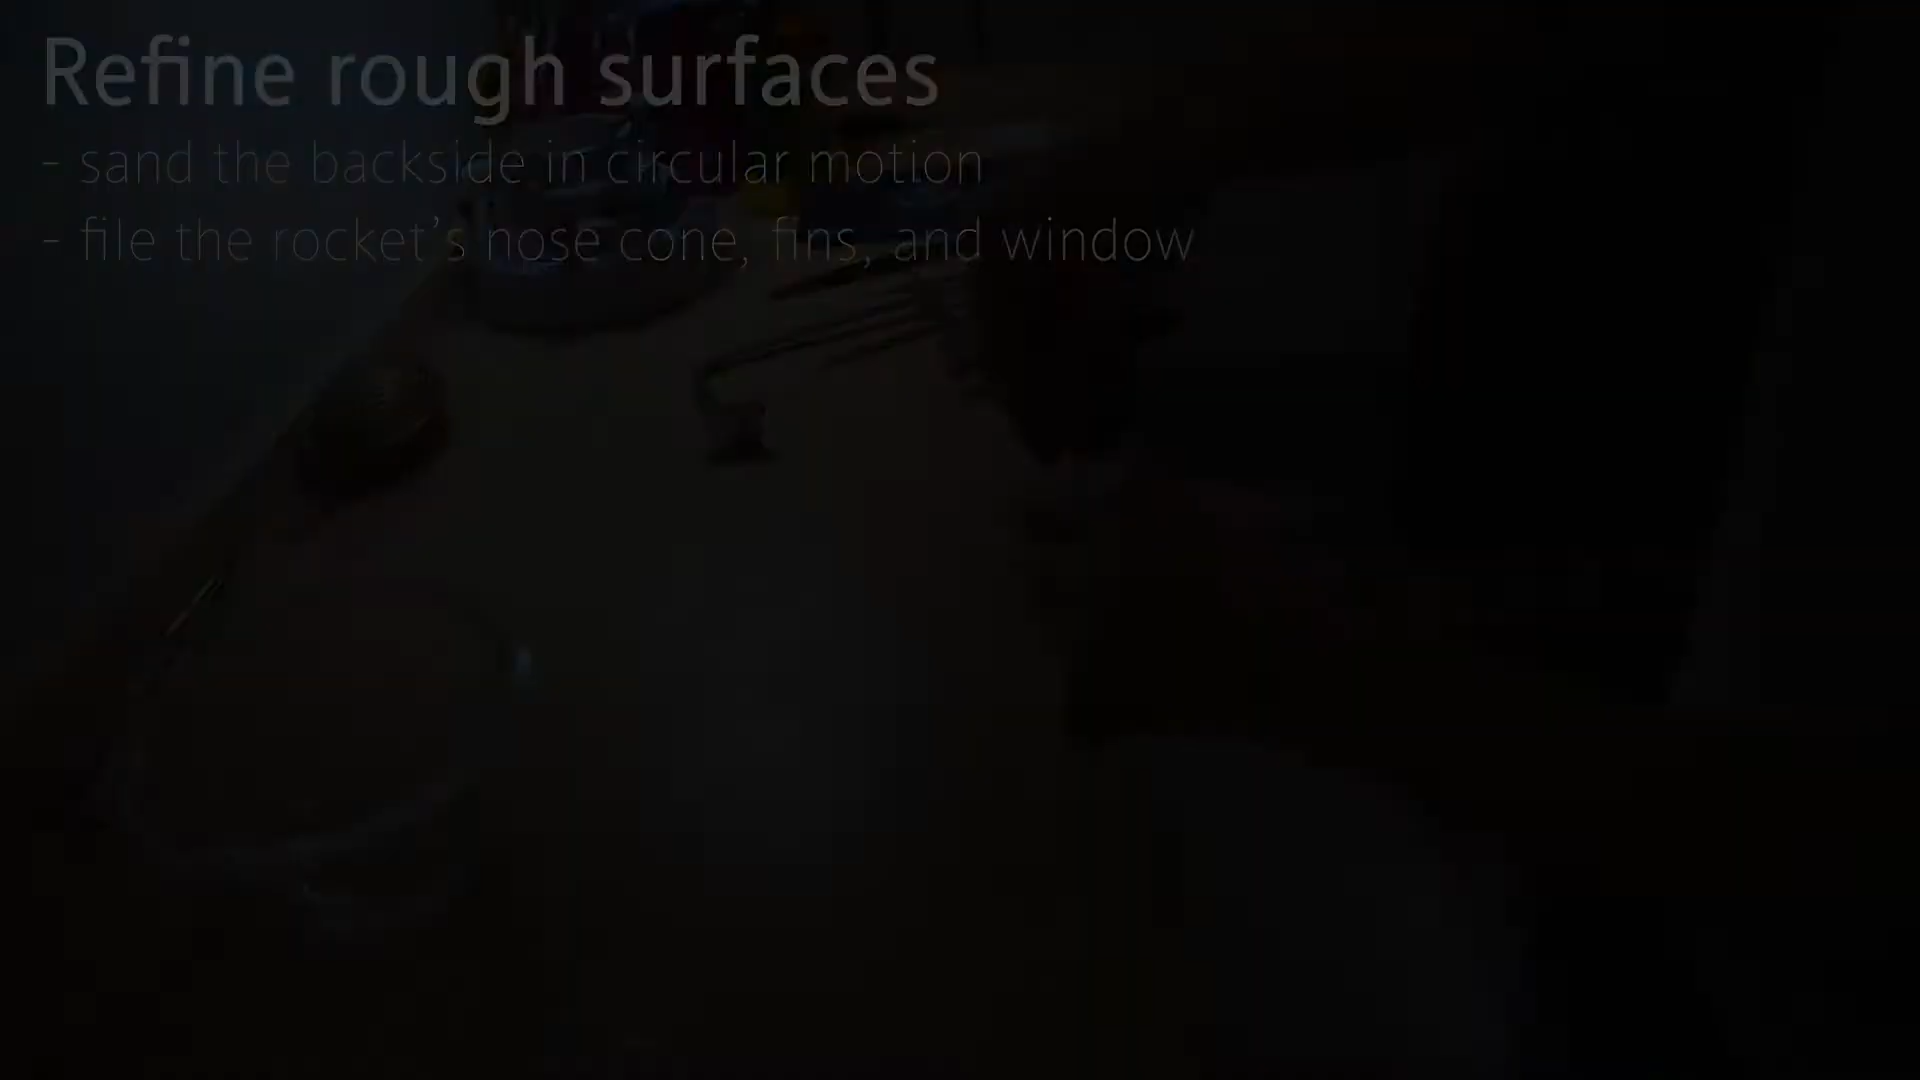 Refine rough surfaces
- sand the backside in circular motion
- file the rocket's nose cone, fins, and window